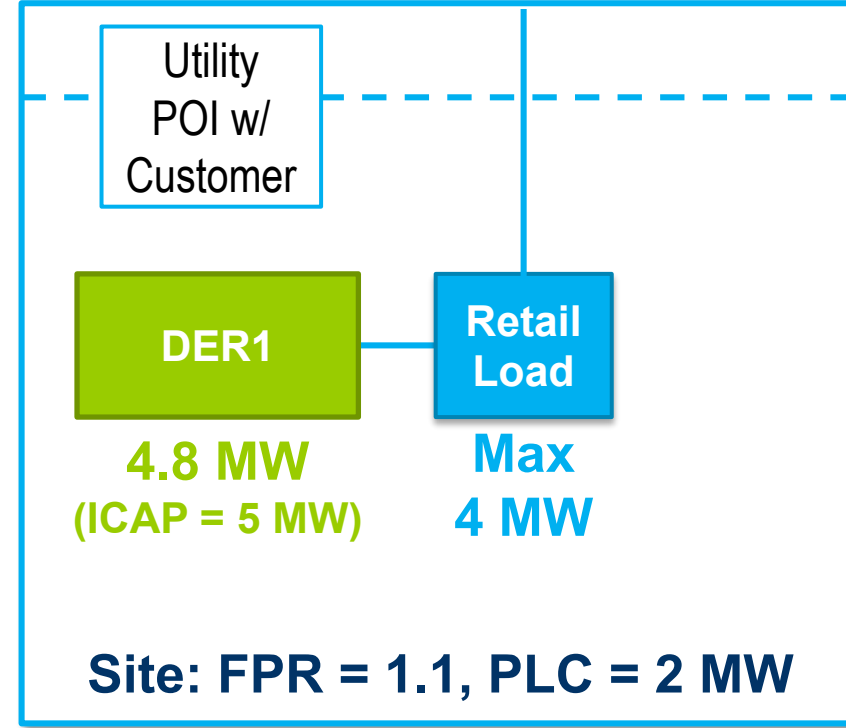 Utility
POI w/
Customer
DER1
Retail
Load
4.8 MW
(ICAP = 5 MW)
Max
4 MW
Site: FPR = 1.1, PLC = 2 MW